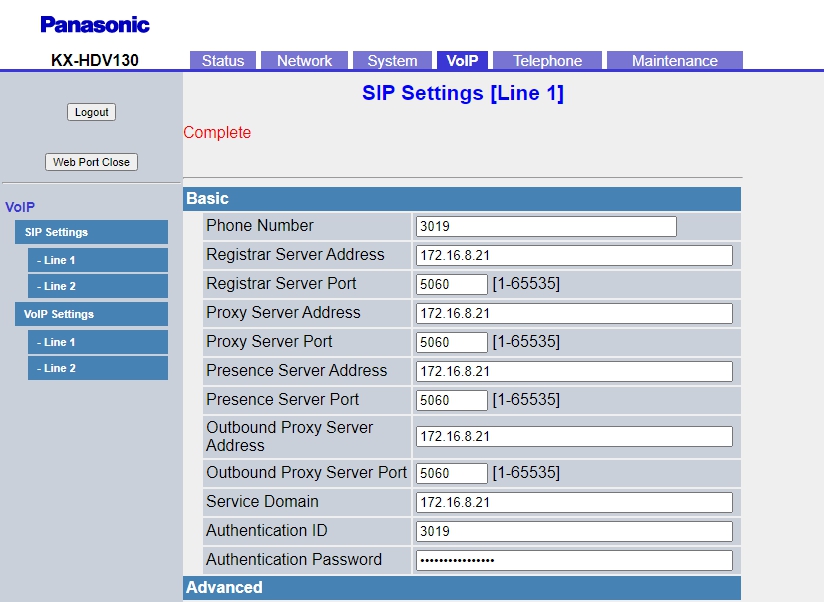 Panasonic
KX-HDV130
Status Network System VoIP Telephone Maintenance
Logout
Web Port Close
VoIP
SIP Settings
- Line 1
- Line 2
VoIP Settings
- Line 1
- Line 2
SIP Settings [Line 1]
Complete
Basic
Phone Number 3019
Registrar Server Address 172.16.8.21
Registrar Server Port 5060 [1-65535]
Proxy Server Address 172.16.8.21
Proxy Server Port 5060 [1-65535]
Presence Server Address 172.16.8.21
Presence Server Port 5060 [1-65535]
Outbound Proxy Server
Address 172.16.8.21
Outbound Proxy Server Port 5060 [1-65535]
Service Domain 172.16.8.21
Authentication ID 3019
Authentication Password ••••••••••••••••
Advanced